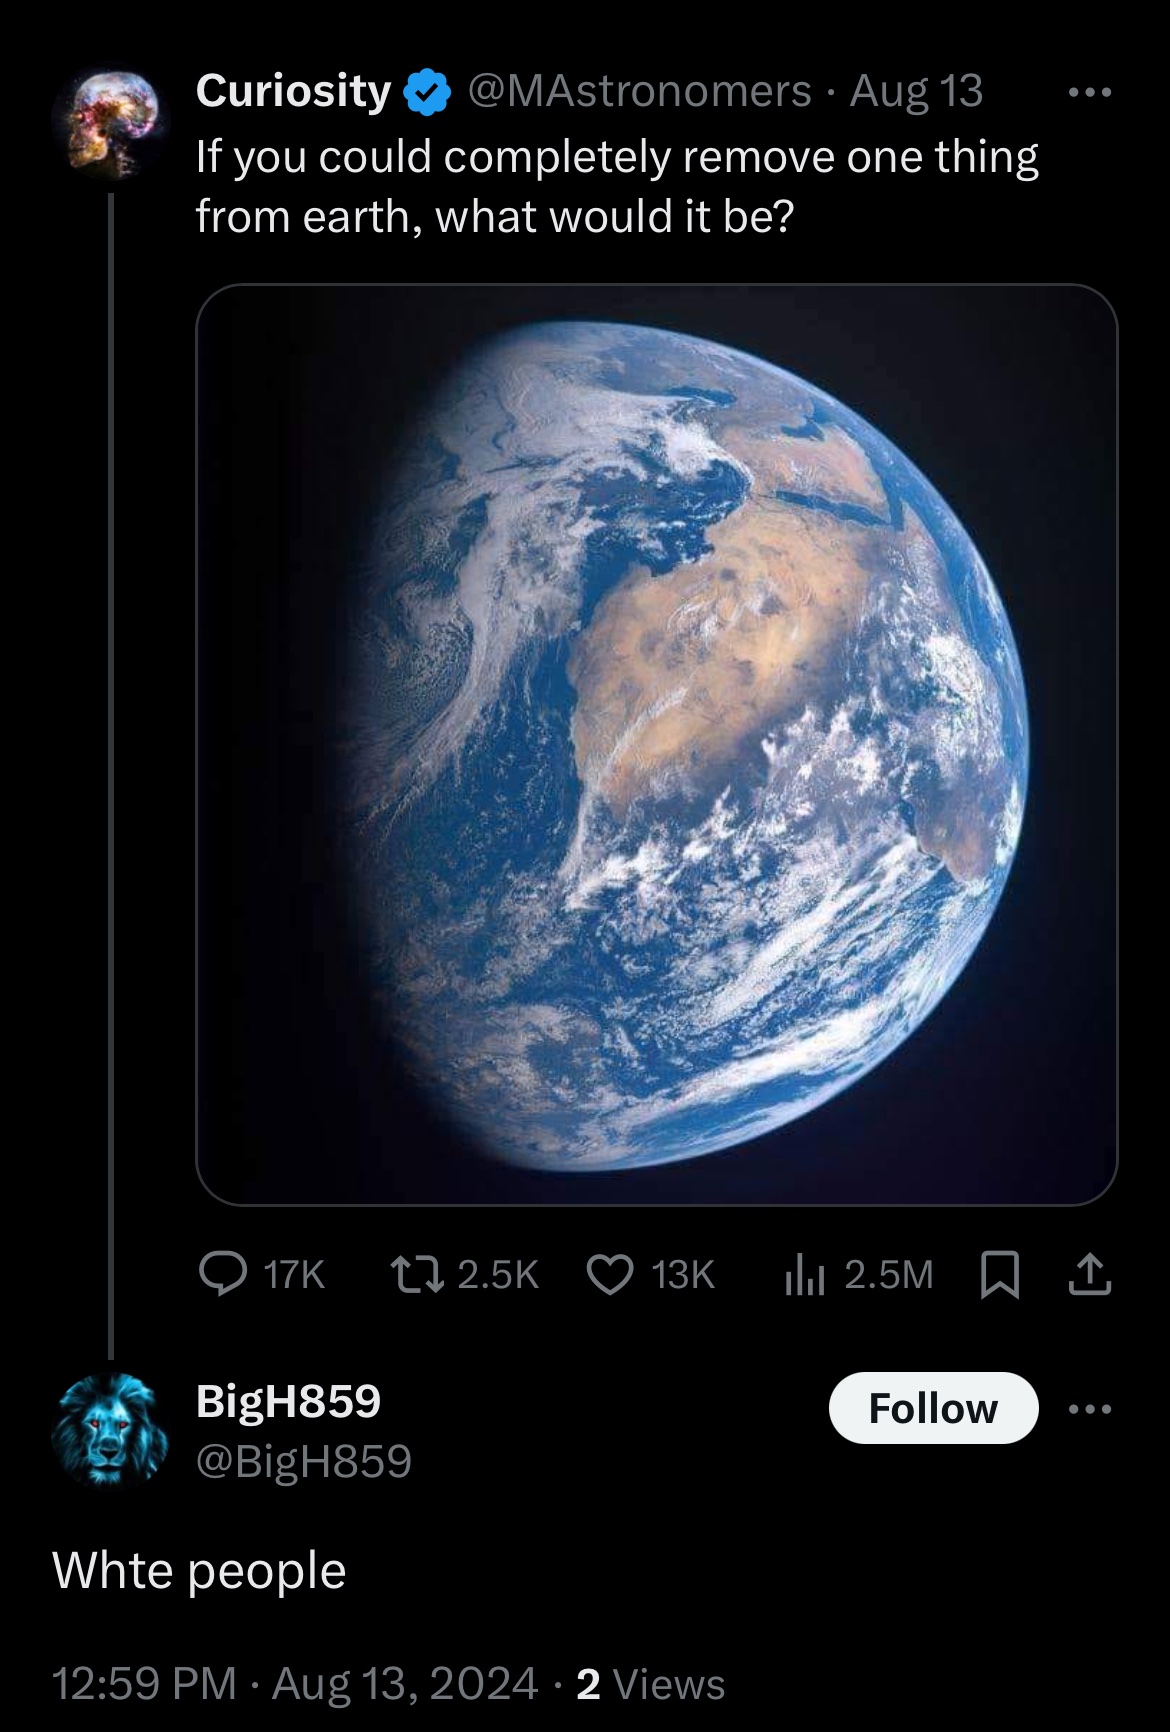 Curiosity @MAstronomers · Aug 13
If you could completely remove one thing
from earth, what would it be?
17K 2.5K 13K 2.5M
BigH859
Follow
@BigH859
Whte people
12:59 PM · Aug 13, 2024 · 2 Views